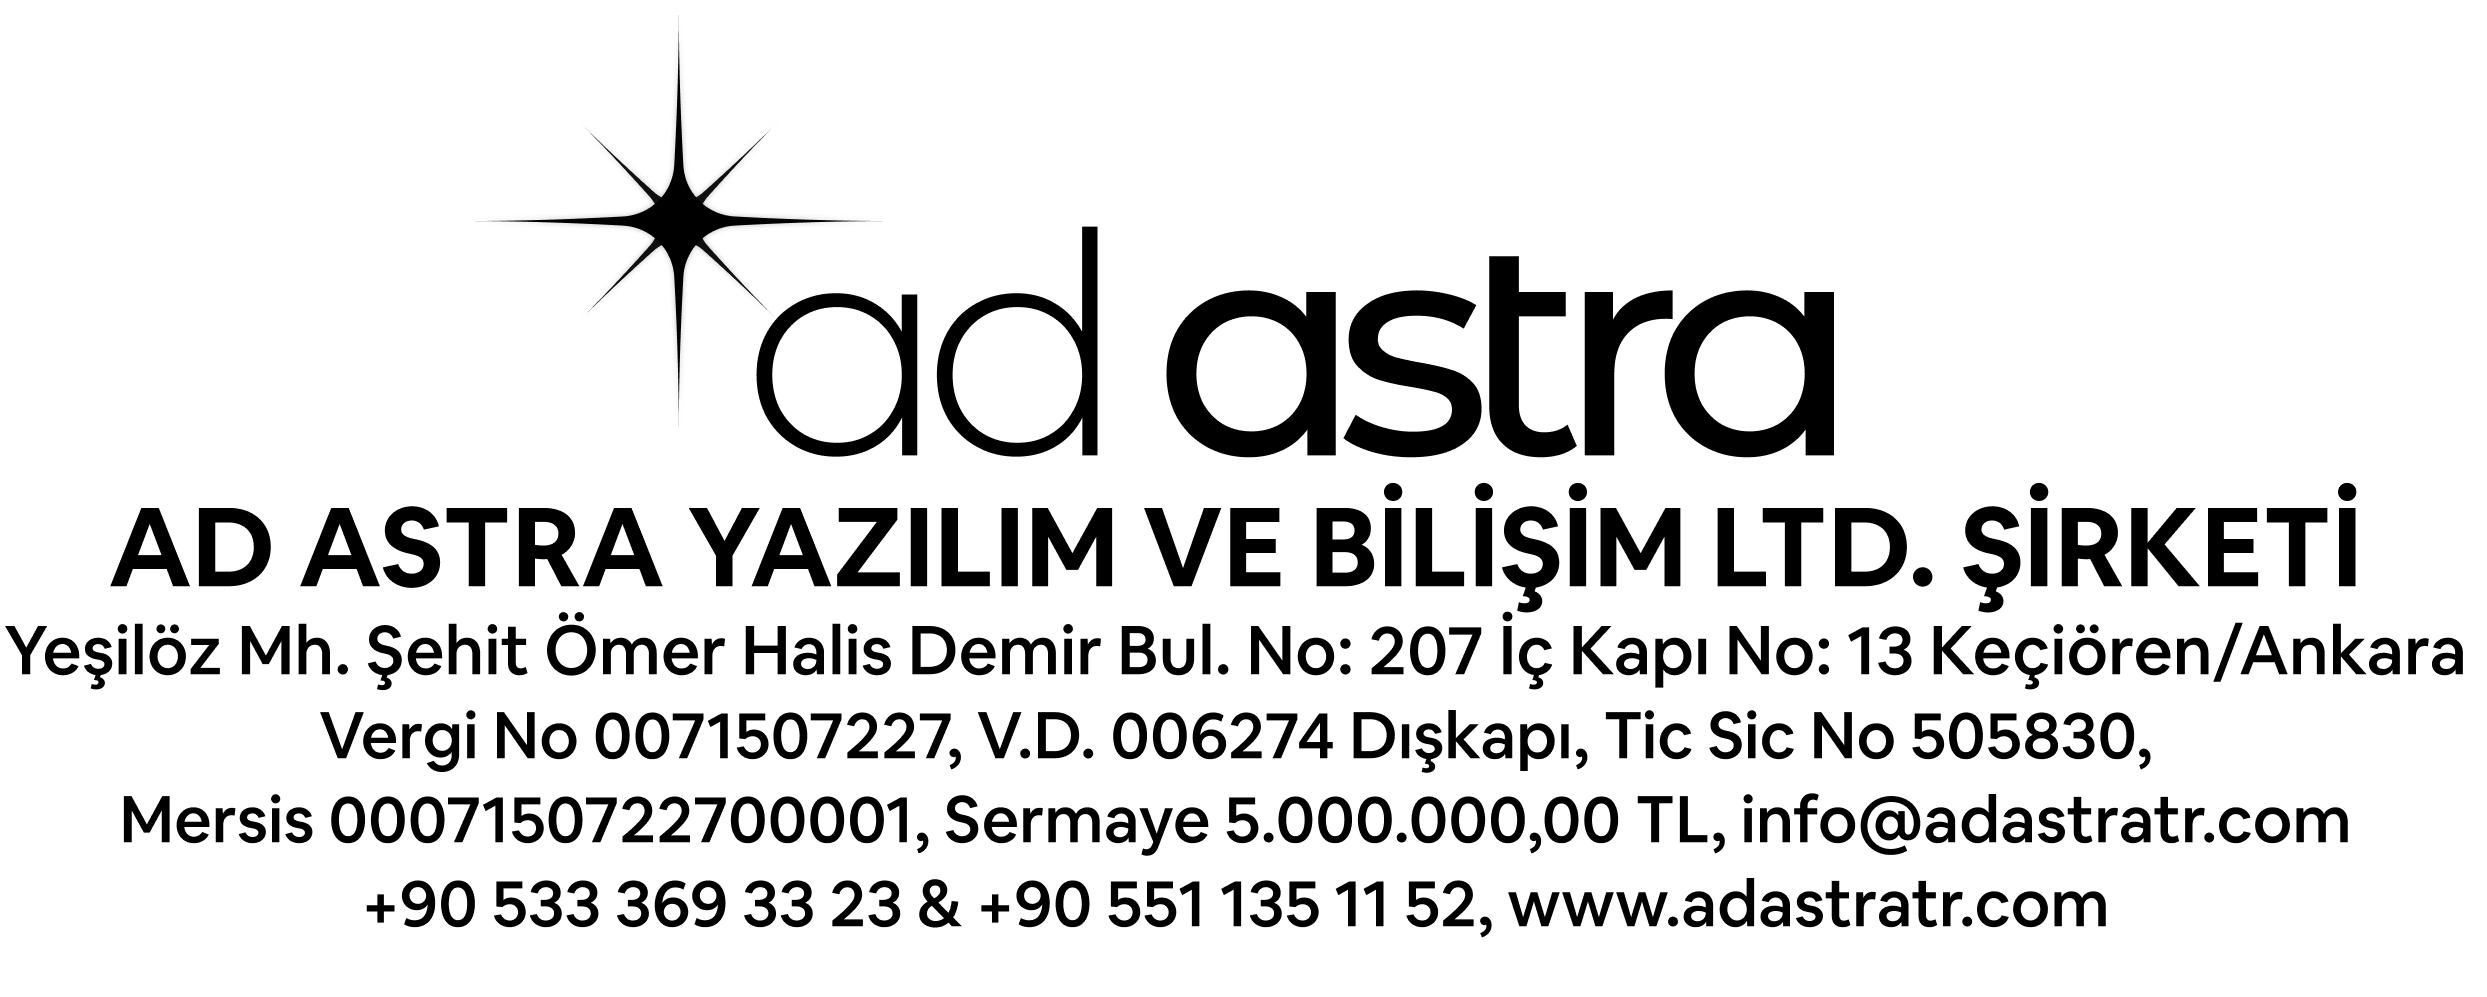 ad astra
AD ASTRA YAZILIM VE BİLİŞİM LTD. ŞİRKETİ
Yeşilöz Mh. Şehit Ömer Halis Demir Bul. No: 207 İç Kapı No: 13 Keçiören/Ankara
Vergi No 0071507227, V.D. 006274 Dışkapı, Tic Sic No 505830,
Mersis 0007150722700001, Sermaye 5.000.000,00 TL, info@adastratr.com
+90 533 369 33 23 & +90 551 135 11 52, www.adastratr.com